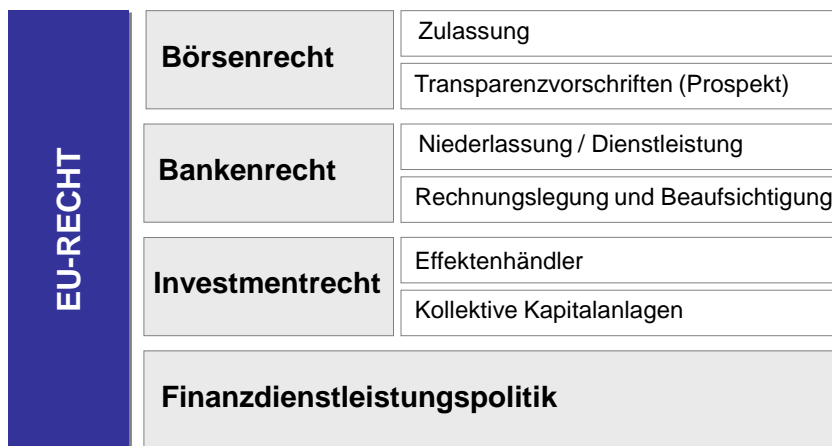 EU-RECHT
Börsenrecht
Zulassung
Transparenzvorschriften (Prospekt)
Bankenrecht
Niederlassung / Dienstleistung
Rechnungslegung und Beaufsichtigung
Investmentrecht
Effektenhändler
Kollektive Kapitalanlagen
Finanzdienstleistungspolitik